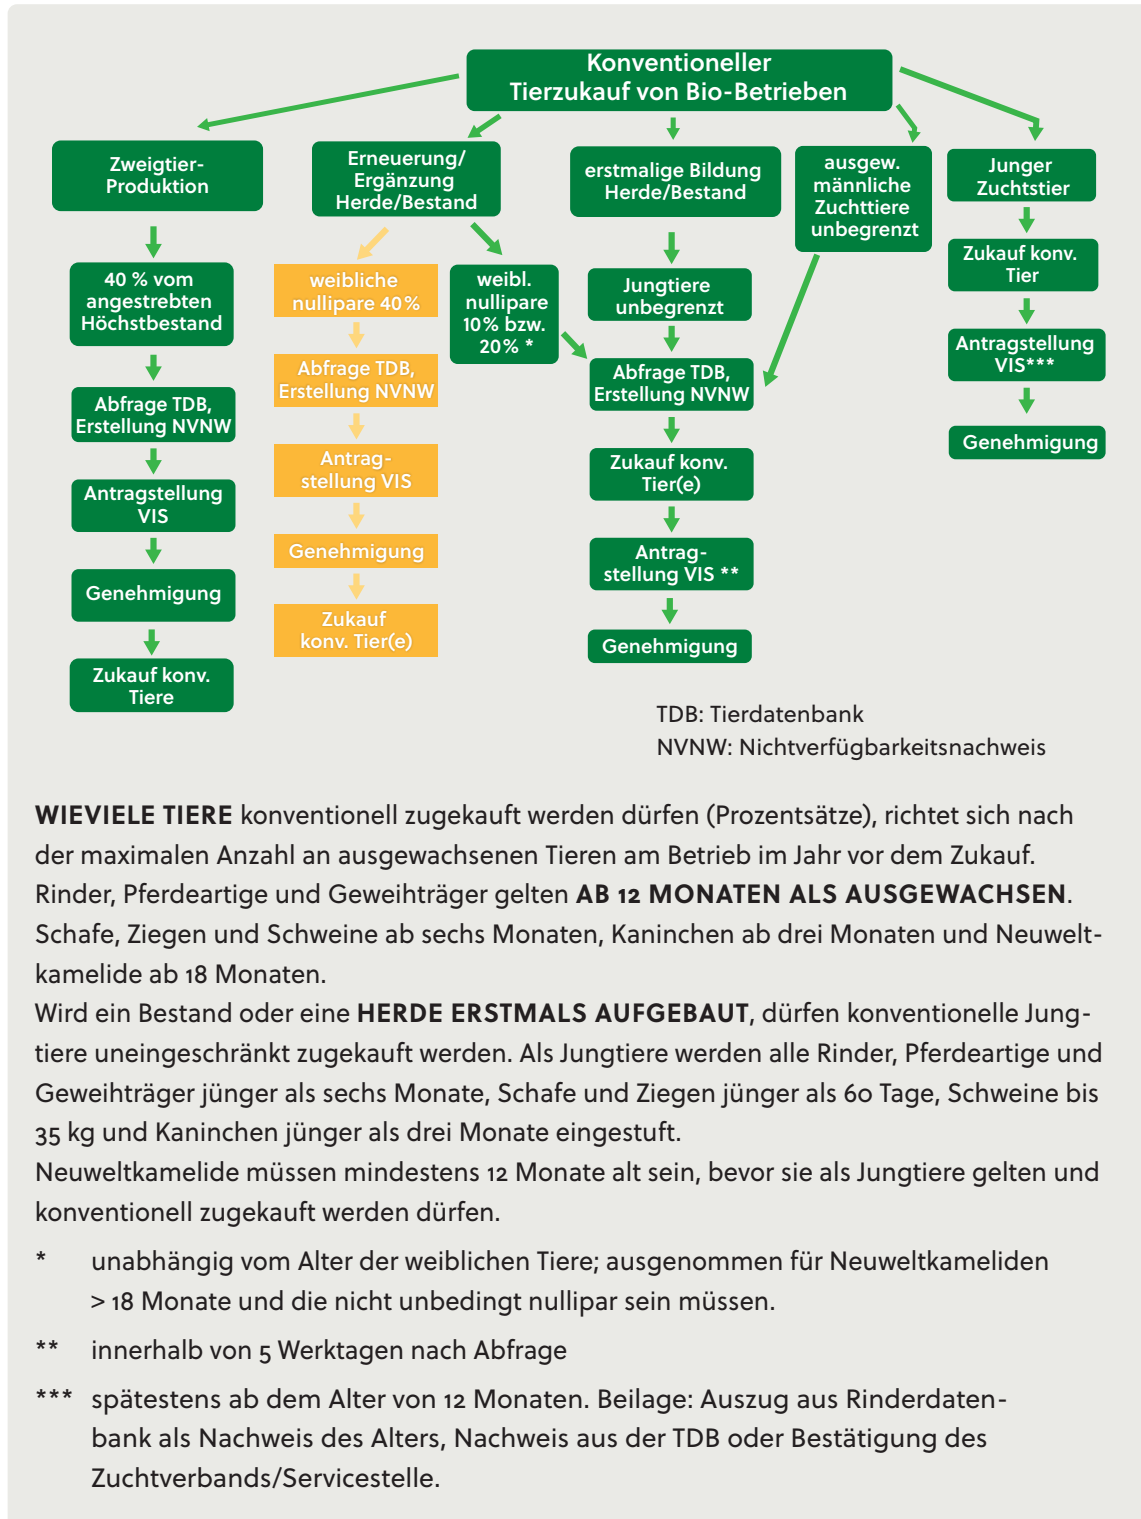 Konventioneller
Tierzukauf von Bio-Betrieben
Zweigtier-
Produktion
40 % vom
angestrebten
Höchstbestand
Abfrage TDB,
Erstellung NVNW
Antragstellung
VIS
Genehmigung
Zukauf konv.
Tiere
Erneuerung/
Ergänzung
Herde/Bestand
weibliche
nullipare 40%
Abfrage TDB,
Erstellung NVNW
Antrag-
stellung VIS
Genehmigung
Zukauf
konv. Tier(e)
weibl.
nullipare
10% bzw.
20% *
erstmalige Bildung
Herde/Bestand
Jungtiere
unbegrenzt
Abfrage TDB,
Erstellung NVNW
Zukauf konv.
Tier(e)
Antrag-
stellung VIS **
Genehmigung
ausgew.
männliche
Zuchttiere
unbegrenzt
Junger
Zuchtstier
Zukauf konv.
Tier
Antragstellung
VIS***
Genehmigung
TDB: Tierdatenbank
NVNW: Nichtverfügbarkeitsnachweis
WIEVIELE TIERE konventionell zugekauft werden dürfen (Prozentsätze), richtet sich nach
der maximalen Anzahl an ausgewachsenen Tieren am Betrieb im Jahr vor dem Zukauf.
Rinder, Pferdeartige und Geweihträger gelten AB 12 MONATEN ALS AUSGEWACHSEN.
Schafe, Ziegen und Schweine ab sechs Monaten, Kaninchen ab drei Monaten und Neuwelt-
kamelide ab 18 Monaten.
Wird ein Bestand oder eine HERDE ERSTMALS AUFGEBAUT, dürfen konventionelle Jung-
tiere uneingeschränkt zugekauft werden. Als Jungtiere werden alle Rinder, Pferdeartige und
Geweihträger jünger als sechs Monate, Schafe und Ziegen jünger als 60 Tage, Schweine bis
35 kg und Kaninchen jünger als drei Monate eingestuft.
Neuweltkamelide müssen mindestens 12 Monate alt sein, bevor sie als Jungtiere gelten und
konventionell zugekauft werden dürfen.
* unabhängig vom Alter der weiblichen Tiere; ausgenommen für Neuweltkameliden
> 18 Monate und die nicht unbedingt nullipar sein müssen.
** innerhalb von 5 Werktagen nach Abfrage
*** spätestens ab dem Alter von 12 Monaten. Beilage: Auszug aus Rinderdaten-
bank als Nachweis des Alters, Nachweis aus der TDB oder Bestätigung des
Zuchtverbands/Servicestelle.